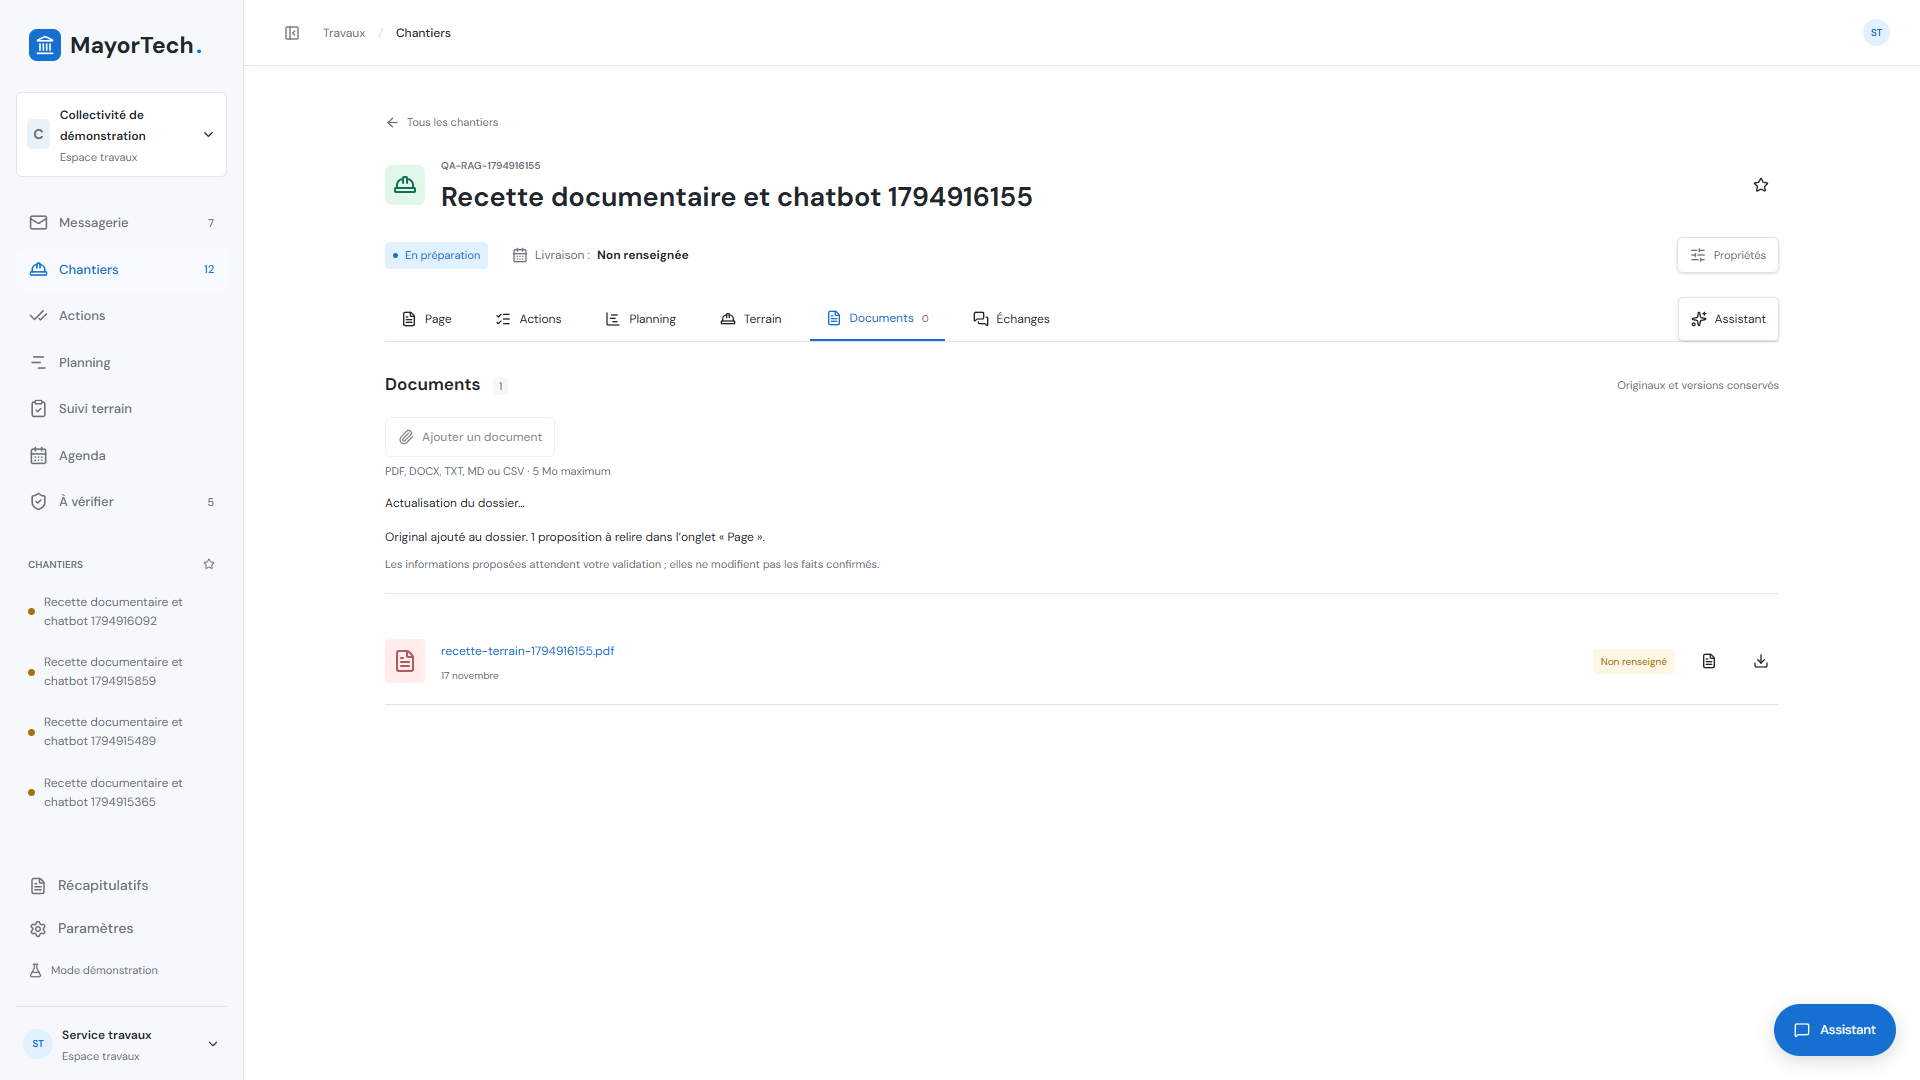 MayorTech.
Collectivité de
démonstration
Espace travaux
C
Messagerie 7
Chantiers 12
Actions
Planning
Suivi terrain
Agenda
À vérifier 5
CHANTIERS
Recette documentaire et
chatbot 1794916092
Recette documentaire et
chatbot 1794915859
Recette documentaire et
chatbot 1794915489
Recette documentaire et
chatbot 1794915365
Récapitulatifs
Paramètres
Mode démonstration
ST
Service travaux
Espace travaux
Travaux / Chantiers
ST
Tous les chantiers
QA-RAG-1794916155
Recette documentaire et chatbot 1794916155
En préparation
Livraison : Non renseignée
Propriétés
Page
Actions
Planning
Terrain
Documents 0
Échanges
Assistant
Documents 1
Originaux et versions conservés
Ajouter un document
PDF, DOCX, TXT, MD ou CSV · 5 Mo maximum
Actualisation du dossier…
Original ajouté au dossier. 1 proposition à relire dans l’onglet « Page ».
Les informations proposées attendent votre validation ; elles ne modifient pas les faits confirmés.
recette-terrain-1794916155.pdf
17 novembre
Non renseigné
Assistant